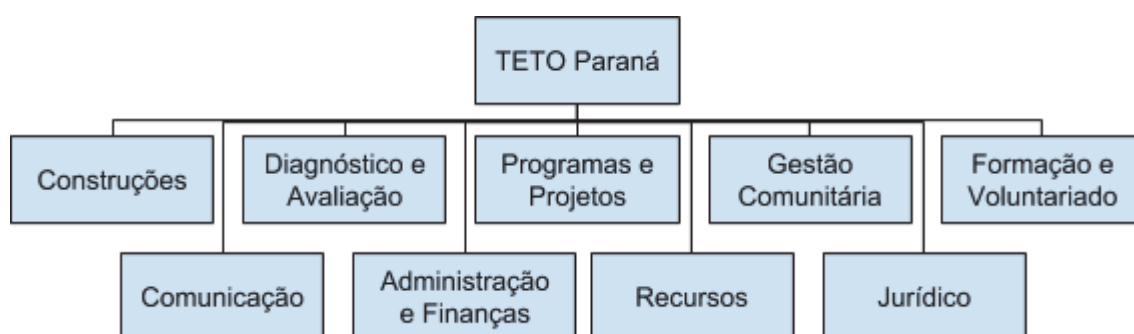 TETO Paraná
Construções
Diagnóstico e
Avaliação
Programas e
Projetos
Gestão
Comunitária
Formação e
Voluntariado
Comunicação
Administração
e Finanças
Recursos
Jurídico